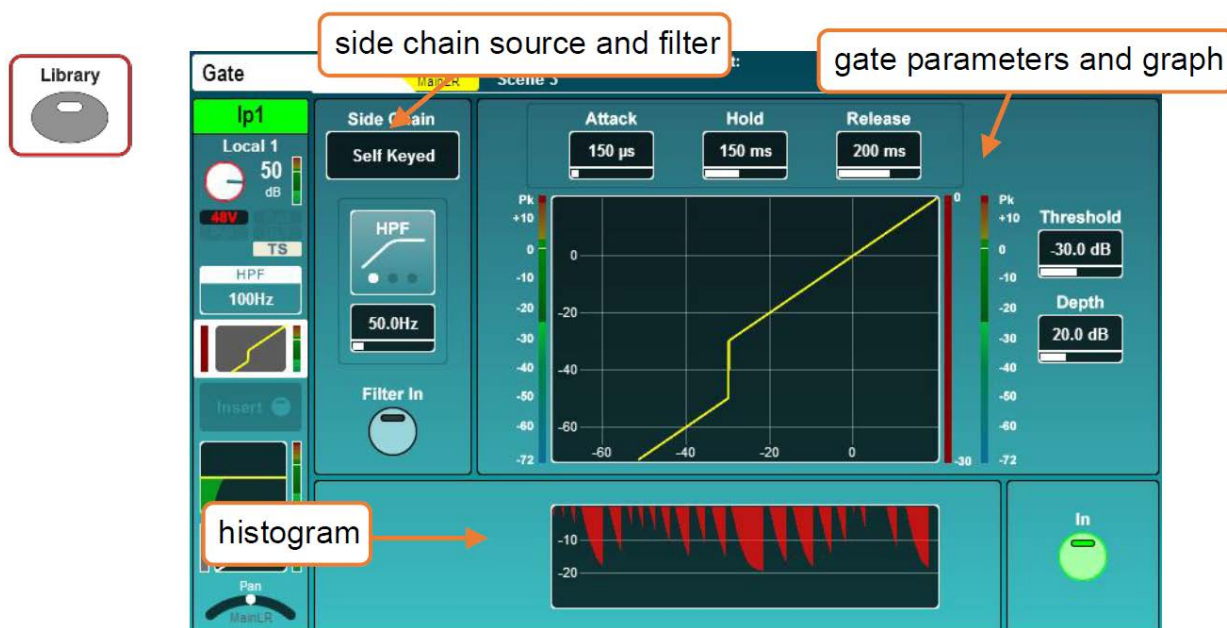 side chain source and filter
gate parameters and graph
Library
Gate
MainLR
Scene 3
Ip1
Local 1
50
dB
48V
TS
HPF
100Hz
Insert
Pan
MainLR
Side Chain
Self Keyed
HPF
50.0Hz
Filter In
Attack
Hold
Release
150 µs
150 ms
200 ms
Pk
+10
0
-10
-20
-30
-40
-50
-60
-72
0
-20
-40
-60
-60
-40
-20
0
0
-30
Pk
+10
0
-10
-20
-30
-40
-50
-60
-72
Threshold
-30.0 dB
Depth
20.0 dB
histogram
-10
-20
In